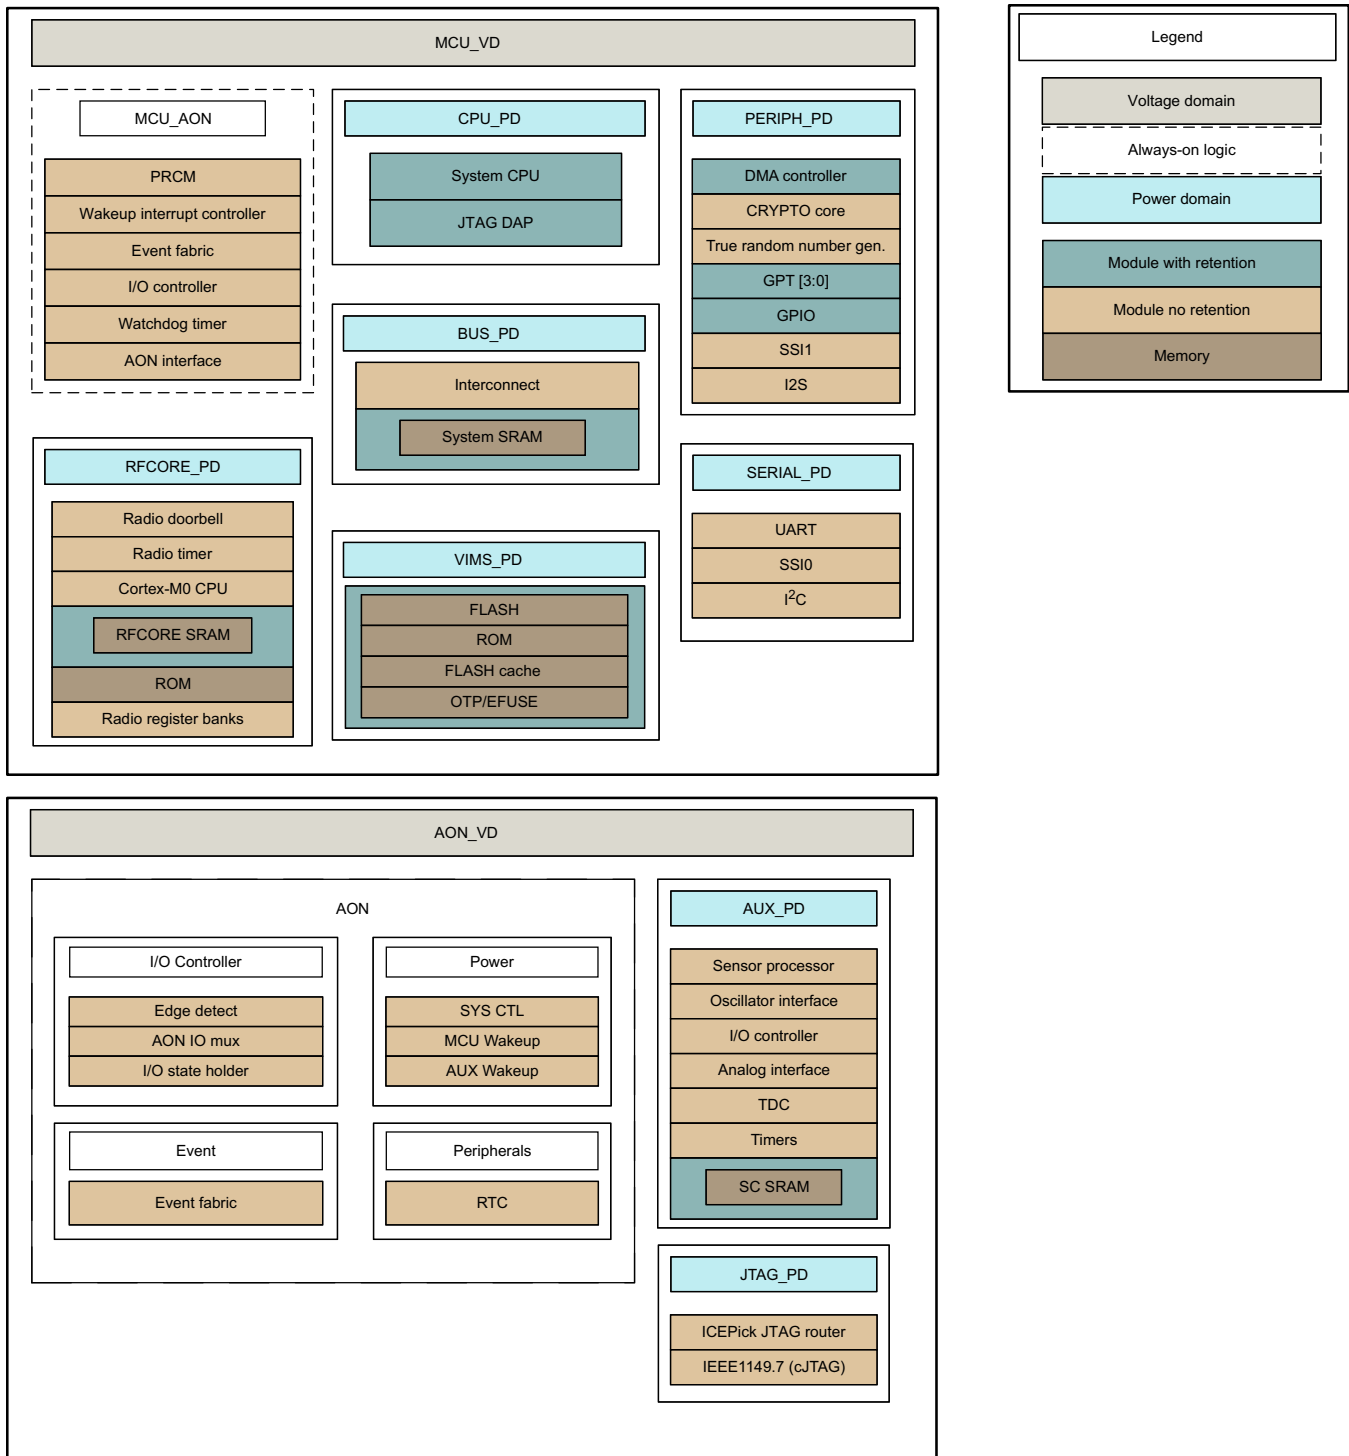 MCU_VD
MCU_AON
PRCM
Wakeup interrupt controller
Event fabric
I/O controller
Watchdog timer
AON interface
CPU_PD
System CPU
JTAG DAP
PERIPH_PD
DMA controller
CRYPTO core
True random number gen.
GPT [3:0]
GPIO
SSI1
I2S
BUS_PD
Interconnect
System SRAM
RFCORE_PD
Radio doorbell
Radio timer
Cortex-M0 CPU
RFCORE SRAM
ROM
Radio register banks
VIMS_PD
FLASH
ROM
FLASH cache
OTP/EFUSE
SERIAL_PD
UART
SSI0
I²C
Legend
Voltage domain
Always-on logic
Power domain
Module with retention
Module no retention
Memory
AON_VD
AON
I/O Controller
Edge detect
AON IO mux
I/O state holder
Power
SYS CTL
MCU Wakeup
AUX Wakeup
Event
Event fabric
Peripherals
RTC
AUX_PD
Sensor processor
Oscillator interface
I/O controller
Analog interface
TDC
Timers
SC SRAM
JTAG_PD
ICEPick JTAG router
IEEE1149.7 (cJTAG)